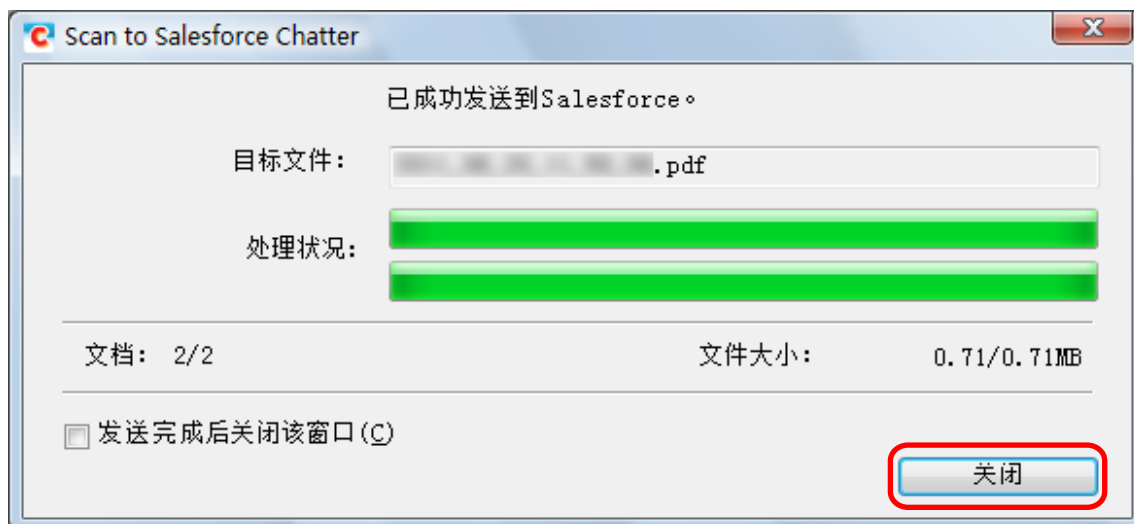 Scan to Salesforce Chatter
已成功发送到Salesforce。
目标文件: .pdf
处理状况:
文档: 2/2 文件大小: 0.71/0.71MB
发送完成后关闭该窗口(C)
关闭